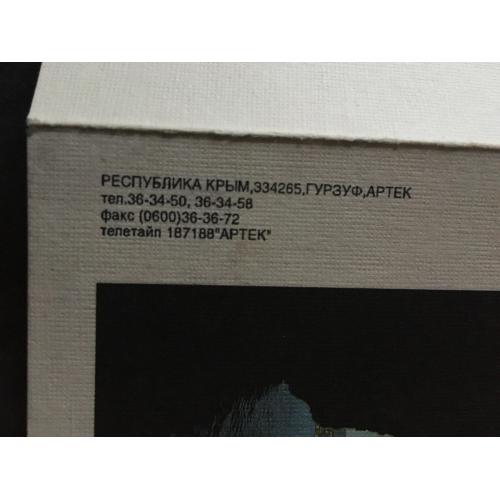 РЕСПУБЛИКА КРЫМ,334265,ГУРЗУФ,АРТЕК
тел.36-34-50, 36-34-58
факс (0600)36-36-72
телетайп 187188"АРТЕК"